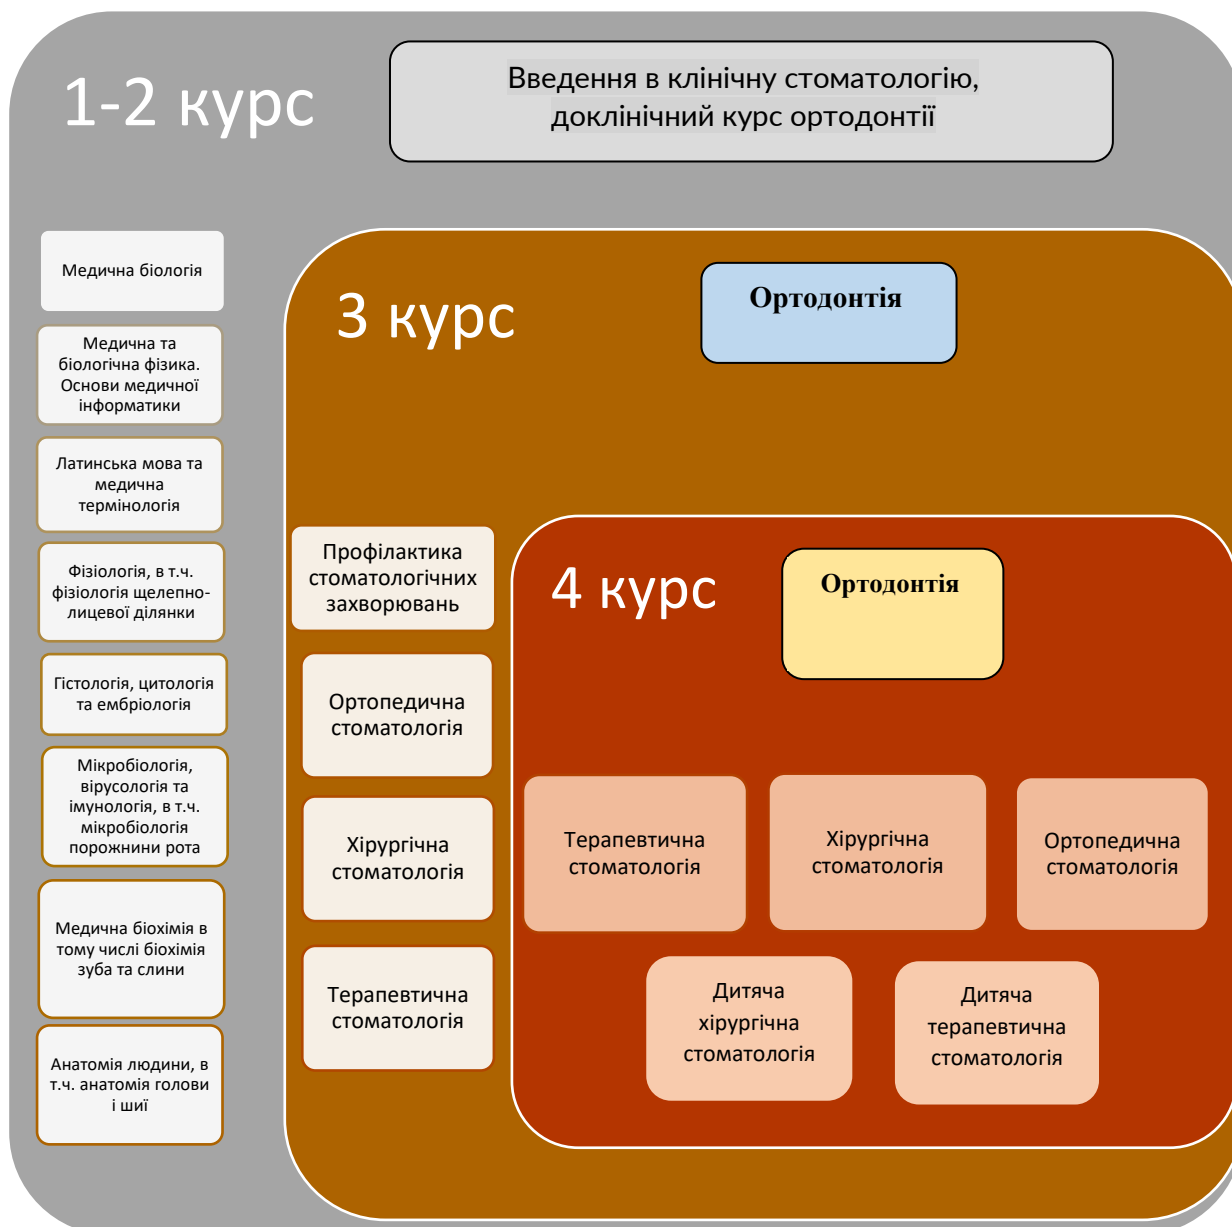 1-2 курс
Введення в клінічну стоматологію,
доклінічний курс ортодонтії
Медична біологія
Медична та
біологічна фізика.
Основи медичної
інформатики
Латинська мова та
медична
термінологія
Фізіологія, в т.ч.
фізіологія щелепно-
лицевої ділянки
Гістологія, цитологія
та ембріологія
Мікробіологія,
вірусологія та
імунологія, в т.ч.
мікробіологія
порожнини рота
Медична біохімія в
тому числі біохімія
зуба та слини
Анатомія людини, в
т.ч. анатомія голови
і шиї
3 курс
Ортодонтія
Профілактика
стоматологічних
захворювань
Ортопедична
стоматологія
Хірургічна
стоматологія
Терапевтична
стоматологія
4 курс
Ортодонтія
Терапевтична
стоматологія
Хірургічна
стоматологія
Ортопедична
стоматологія
Дитяча
хірургічна
стоматологія
Дитяча
терапевтична
стоматологія